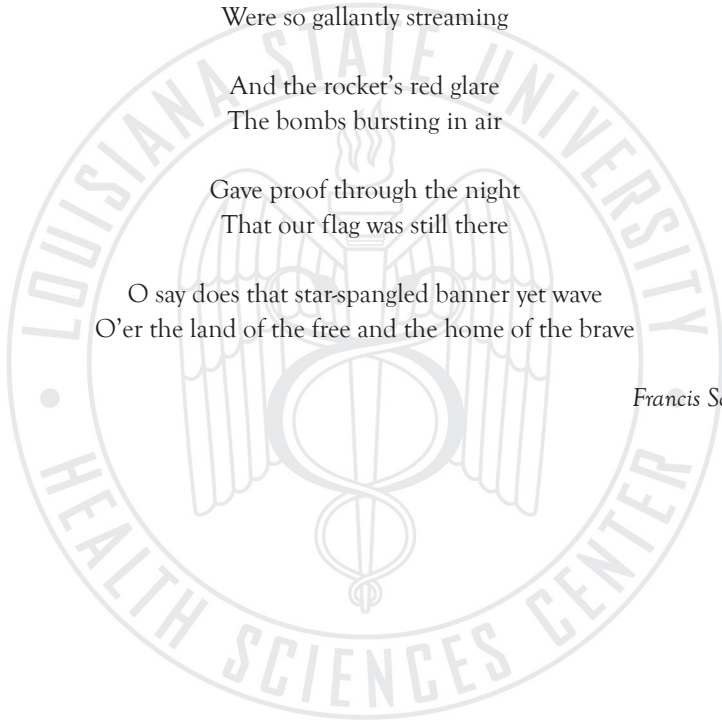 Were so gallantly streaming
And the rocket's red glare
The bombs bursting in air
Gave proof through the night
That our flag was still there
O say does that star-spangled banner yet wave
O'er the land of the free and the home of the brave
Francis
LOUISIANA STATE UNIVERSITY
HEALTH SCIENCES CENTER